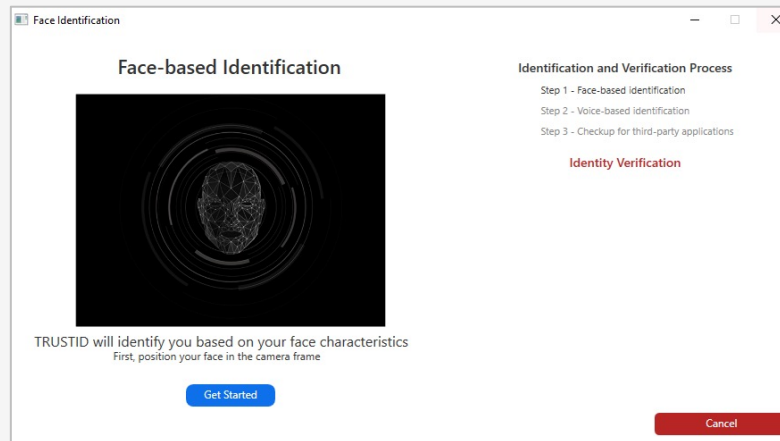 Face Identification
Face-based Identification
TRUSTID will identify you based on your face characteristics
First, position your face in the camera frame
Get Started
Identification and Verification Process
Step 1 - Face-based identification
Step 2 - Voice-based identification
Step 3 - Checkup for third-party applications
Identity Verification
Cancel